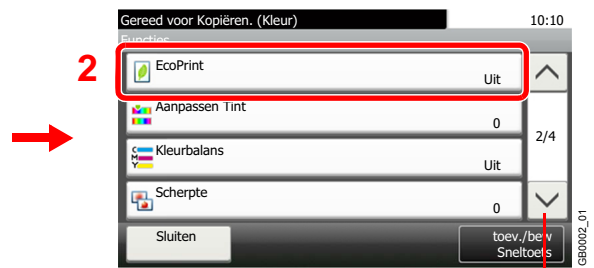 Gereed voor Kopiëren. (Kleur) 10:10
Functies
2
EcoPrint
Uit
Aanpassen Tint
0
2/4
CMY
Kleurbalans
Uit
Scherpte
0
Sluiten
toev./bew
Sneltoets
GB0002_01